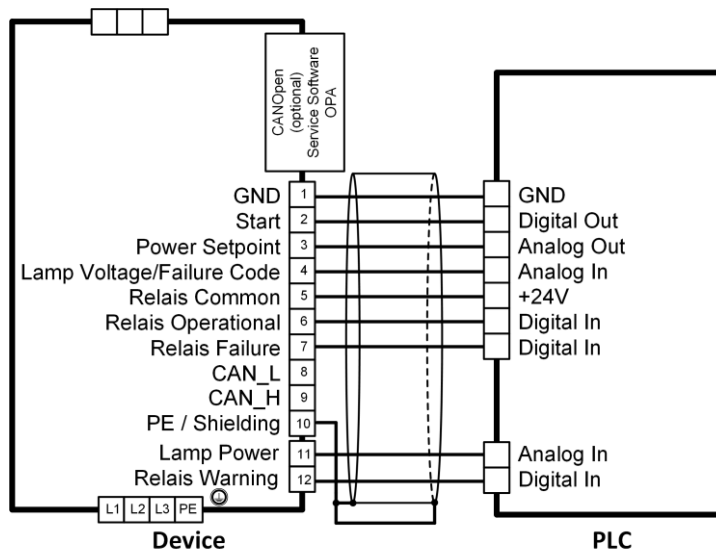 CANOpen
(optional)
Service Software
OPA
GND 1 GND
Start 2 Digital Out
Power Setpoint 3 Analog Out
Lamp Voltage/Failure Code 4 Analog In
Relais Common 5 +24V
Relais Operational 6 Digital In
Relais Failure 7 Digital In
CAN_L 8
CAN_H 9
PE / Shielding 10
Lamp Power 11 Analog In
Relais Warning 12 Digital In
L1 L2 L3 PE
Device PLC